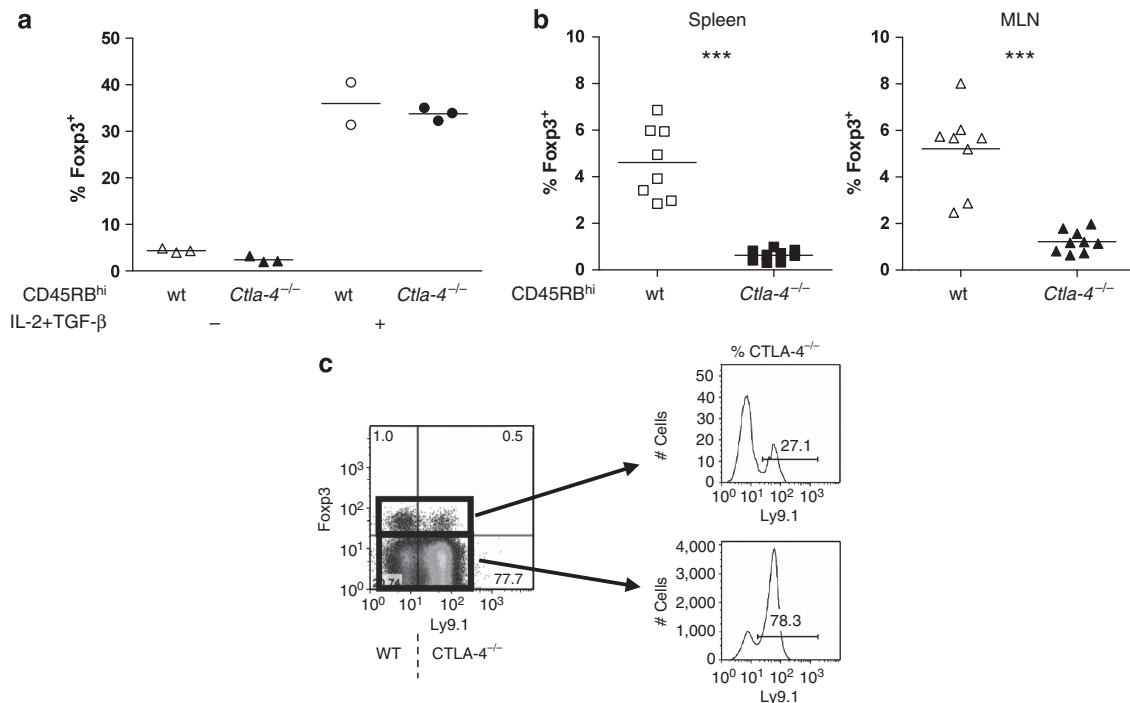 a
50
40
30
20
10
0
% Foxp3⁺
CD45RBʰⁱ wt Ctla-4⁻/⁻ wt Ctla-4⁻/⁻
IL-2+TGF-β – +
b
Spleen
***
10
8
6
4
2
0
% Foxp3⁺
CD45RBʰⁱ wt Ctla-4⁻/⁻
MLN
***
10
8
6
4
2
0
% Foxp3⁺
wt Ctla-4⁻/⁻
c
1.0 0.5
77.7
Foxp3
10³
10²
10¹
10⁰
10⁰ 10¹ 10² 10³
Ly9.1
WT CTLA-4⁻/⁻
% CTLA-4⁻/⁻
50
40
30
20
10
0
# Cells
27.1
10⁰ 10¹ 10² 10³
Ly9.1
4,000
3,000
2,000
1,000
0
# Cells
78.3
10⁰ 10¹ 10² 10³
Ly9.1